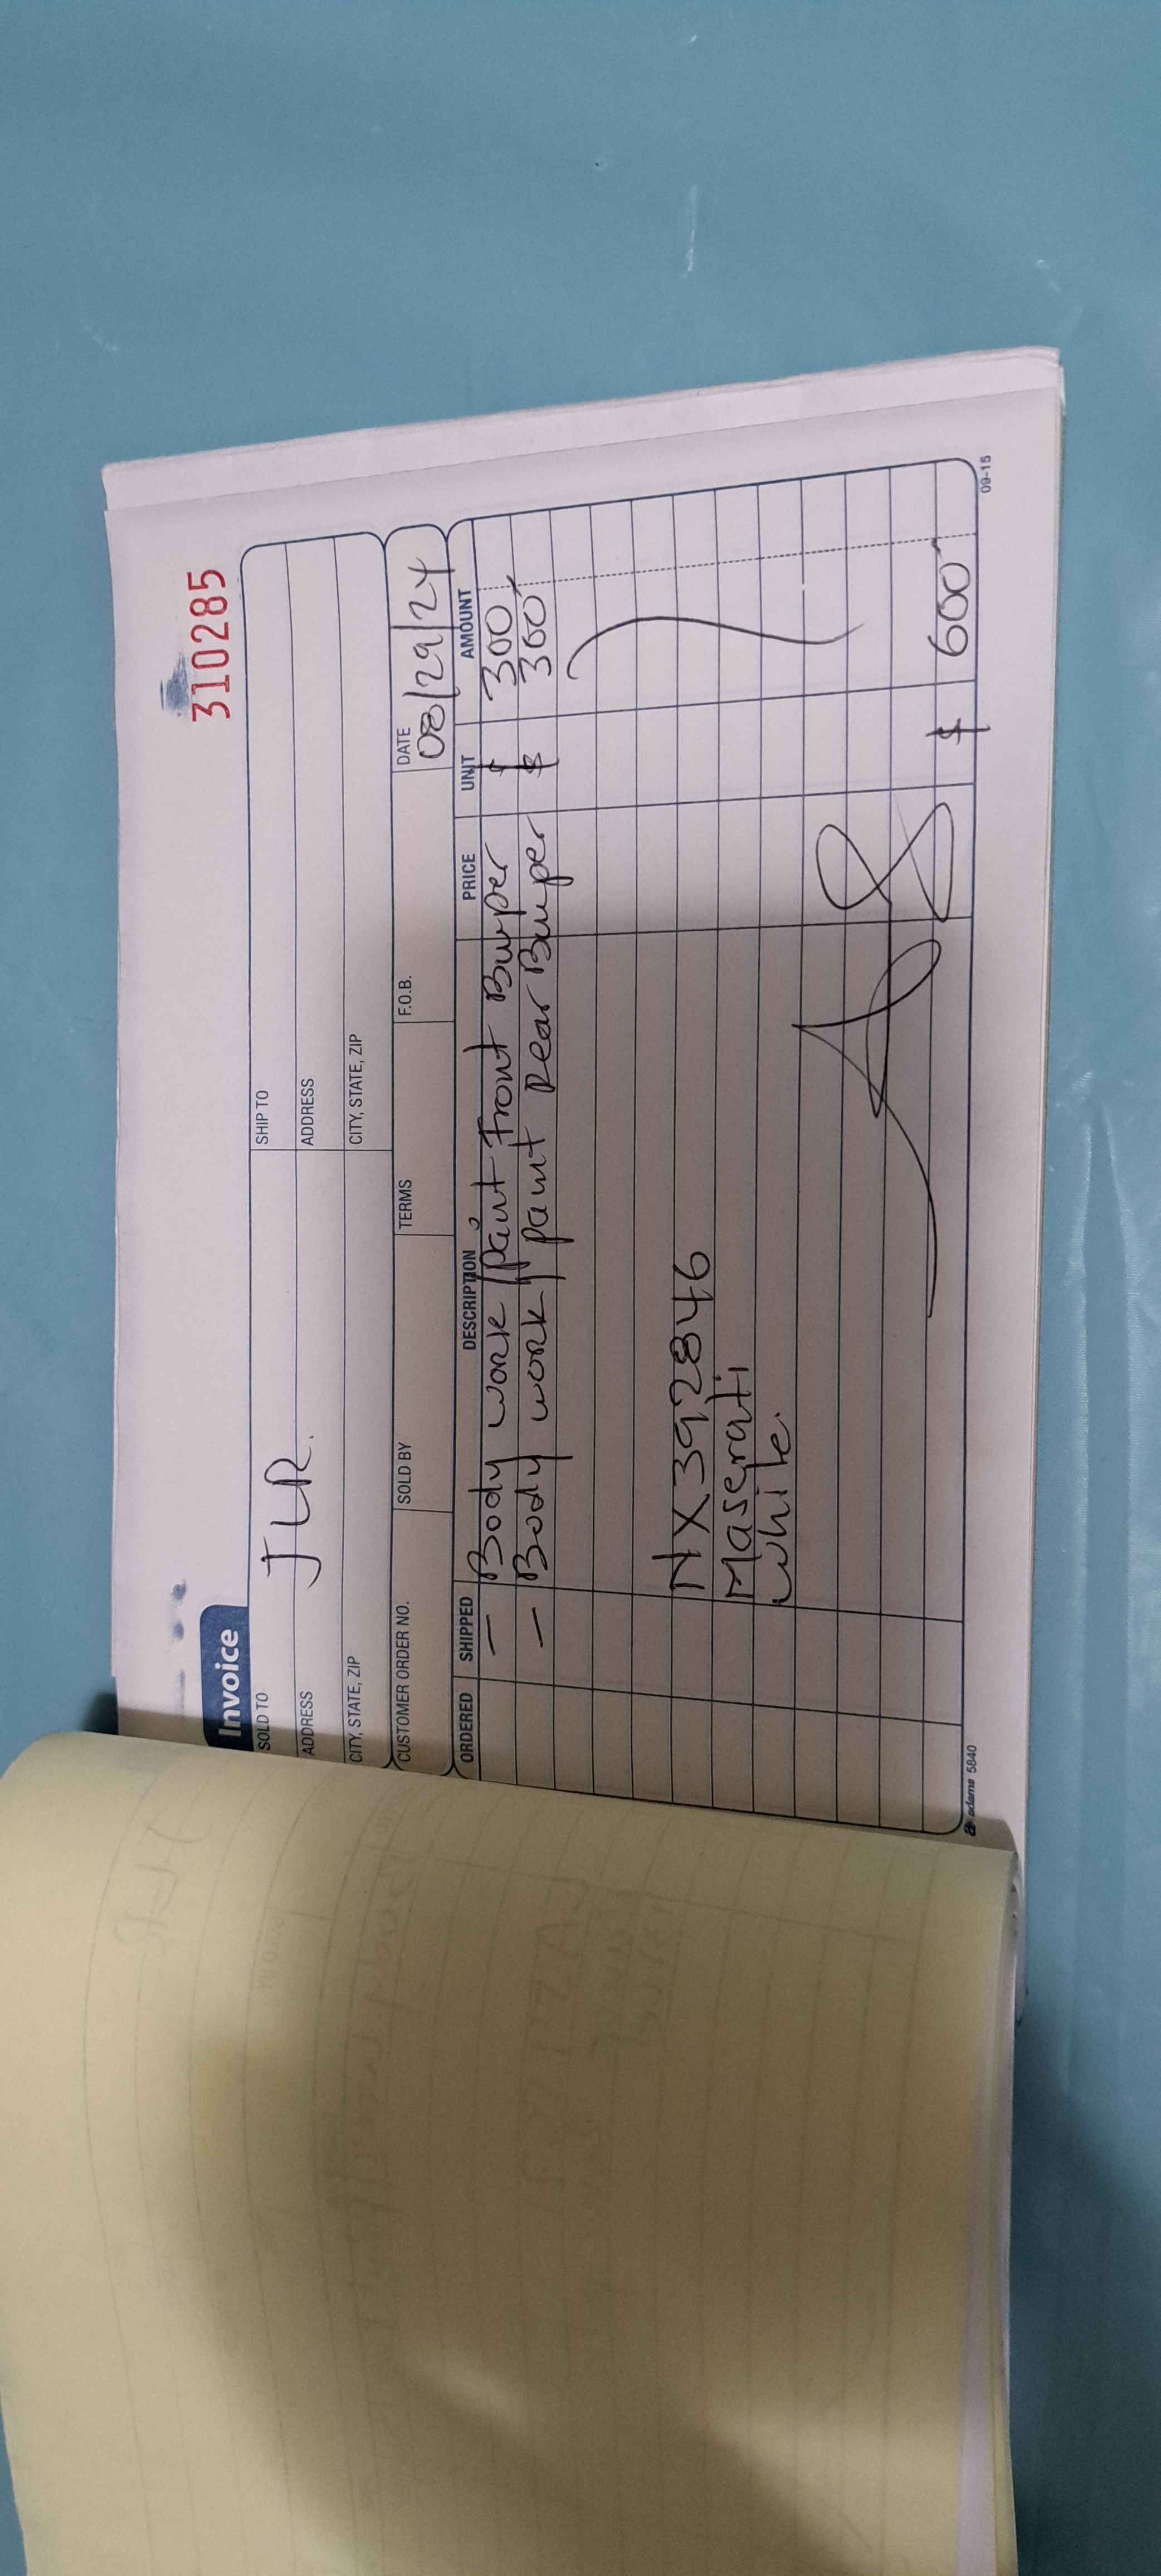 310285
Invoice
SOLD TO JLR. SHIP TO
ADDRESS ADDRESS
CITY, STATE, ZIP CITY, STATE, ZIP
CUSTOMER ORDER NO. SOLD BY TERMS F.O.B. DATE 08/29/24
ORDERED SHIPPED DESCRIPTION PRICE UNIT AMOUNT
— Body work / paint Front Bumper $ 300
— Body work / paint Rear Bumper $ 300
NX392846
Maserati
white.
$ 600
adams 5840 09-15